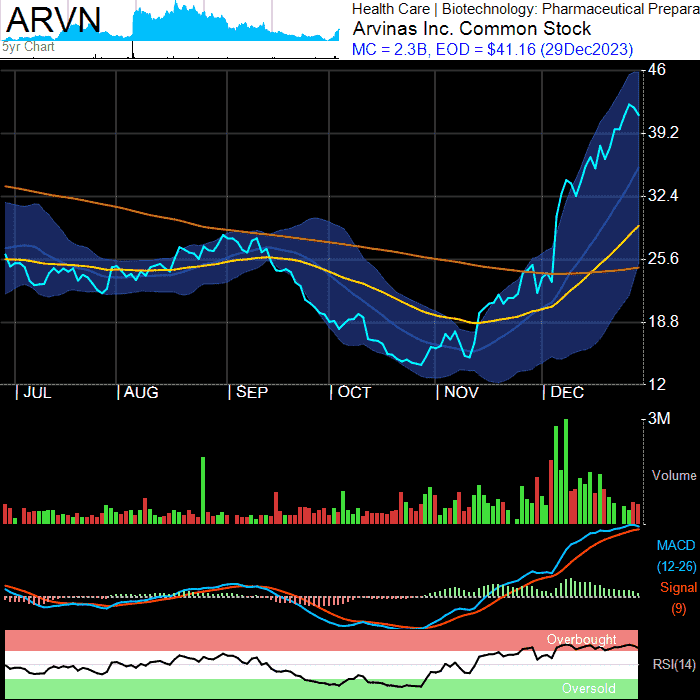 ARVN
5yr Chart
Health Care | Biotechnology: Pharmaceutical Prepara
Arvinas Inc. Common Stock
MC = 2.3B, EOD = $41.16 (29Dec2023)
46
39.2
32.4
25.6
18.8
12
| JUL | AUG | SEP | OCT | NOV | DEC
3M
Volume
MACD
(12-26)
Signal
(9)
Overbought
RSI(14)
Oversold